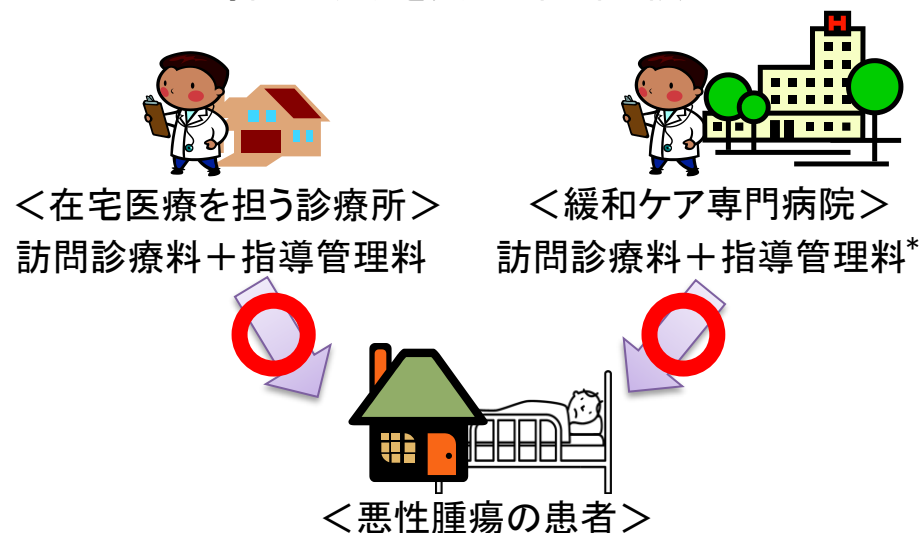 H
＜在宅医療を担う診療所＞
＜緩和ケア専門病院＞
訪問診療料＋指導管理料
訪問診療料＋指導管理料*
＜悪性腫瘍の患者＞